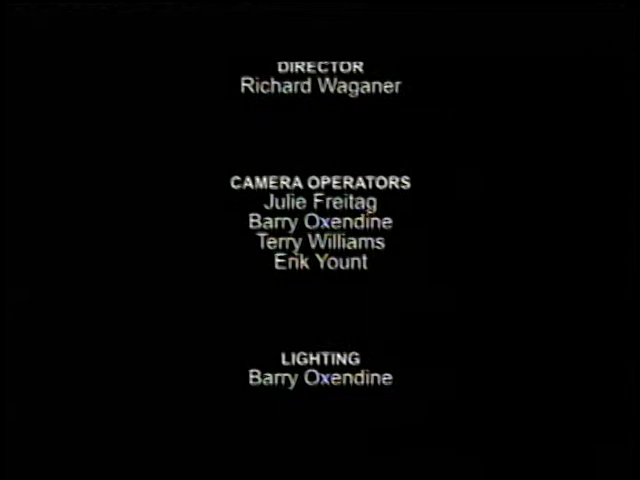 DIRECTOR
Richard Waganer
CAMERA OPERATORS
Julie Freitag
Barry Oxendine
Terry Williams
Erik Yount
LIGHTING
Barry Oxendine